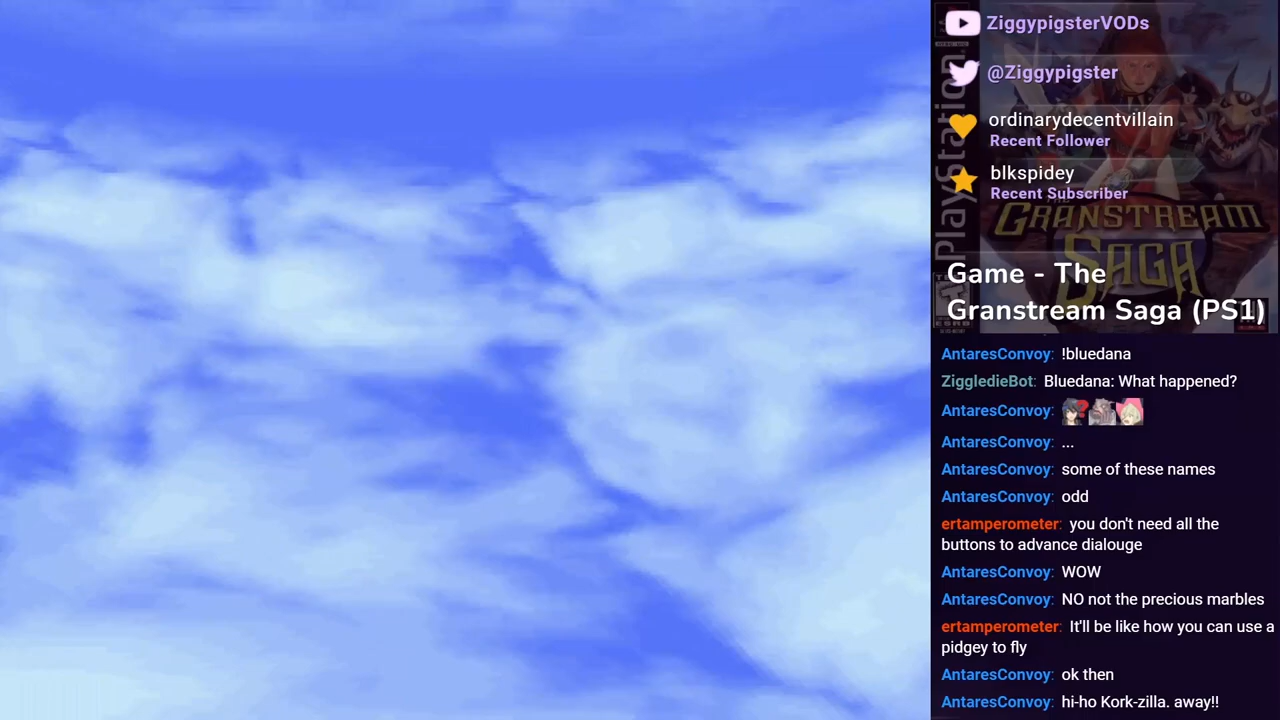 ZiggypigsterVODs
@Ziggypigster
ordinarydecentvillain
Recent Follower
blkspidey
Recent Subscriber
PlayStation
GRANSTREAM
SAGA
Game - The
Granstream Saga (PS1)
AntaresConvoy: !bluedana
ZiggledieBot: Bluedana: What happened?
AntaresConvoy:
AntaresConvoy: ...
AntaresConvoy: some of these names
AntaresConvoy: odd
ertamperometer: you don't need all the
buttons to advance dialouge
AntaresConvoy: WOW
AntaresConvoy: NO not the precious marbles
ertamperometer: It'll be like how you can use a
pidgey to fly
AntaresConvoy: ok then
AntaresConvoy: hi-ho Kork-zilla. away!!